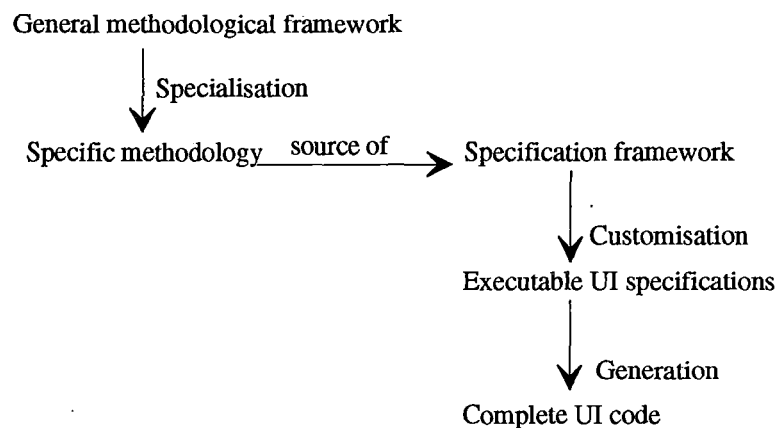 General methodological framework
Specialisation
Specific methodology source of Specification framework
Customisation
Executable UI specifications
Generation
Complete UI code